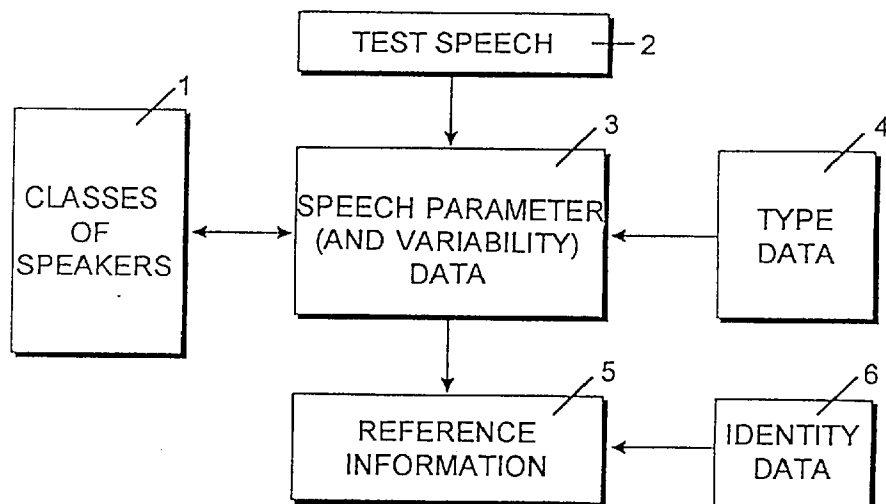 TEST SPEECH
2
1
CLASSES
OF
SPEAKERS
3
SPEECH PARAMETER
(AND VARIABILITY)
DATA
4
TYPE
DATA
5
REFERENCE
INFORMATION
6
IDENTITY
DATA